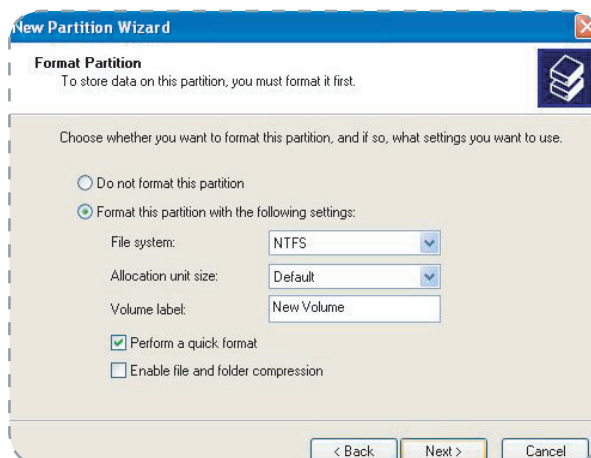 New Partition Wizard
Format Partition
To store data on this partition, you must format it first.
Choose whether you want to format this partition, and if so, what settings you want to use.
Do not format this partition
Format this partition with the following settings:
File system: NTFS
Allocation unit size: Default
Volume label: New Volume
Perform a quick format
Enable file and folder compression
< Back Next > Cancel